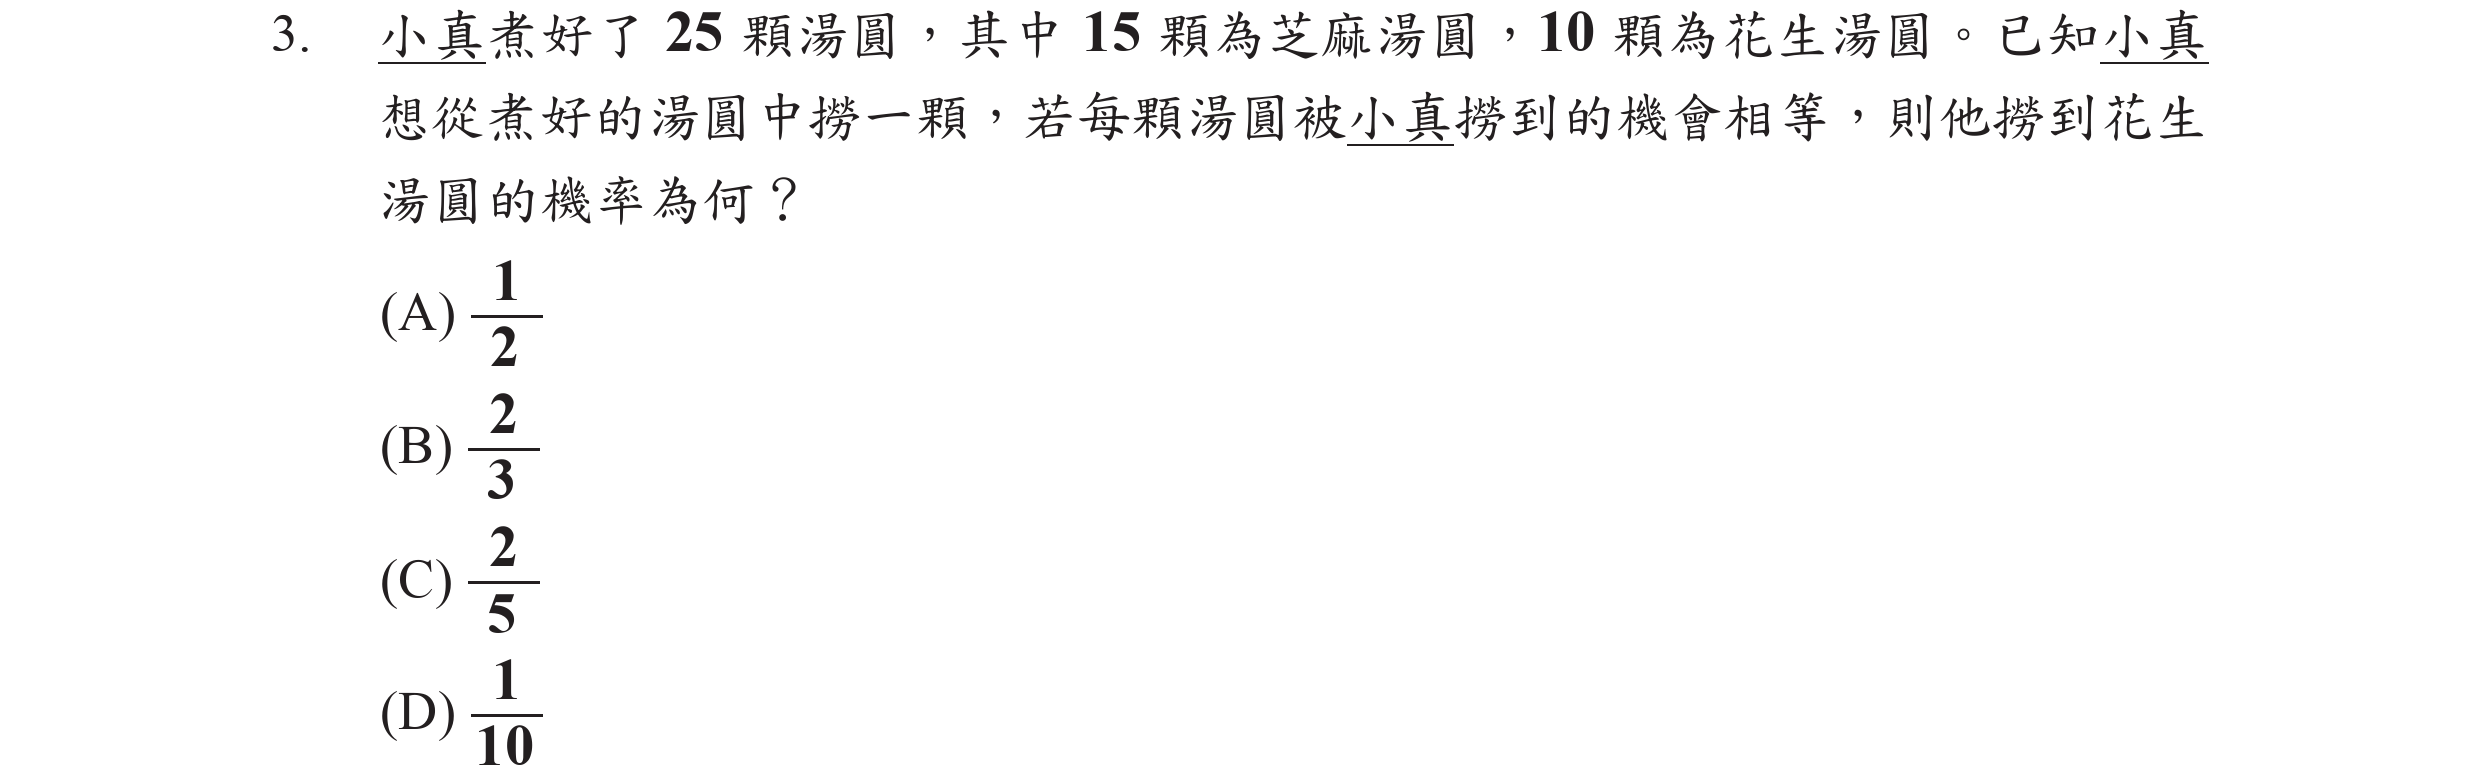 3. 小真煮好了 25 顆湯圓，其中 15 顆為芝麻湯圓，10 顆為花生湯圓。已知小真
想從煮好的湯圓中撈一顆，若每顆湯圓被小真撈到的機會相等，則他撈到花生
湯圓的機率為何？
(A) 1/2
(B) 2/3
(C) 2/5
(D) 1/10